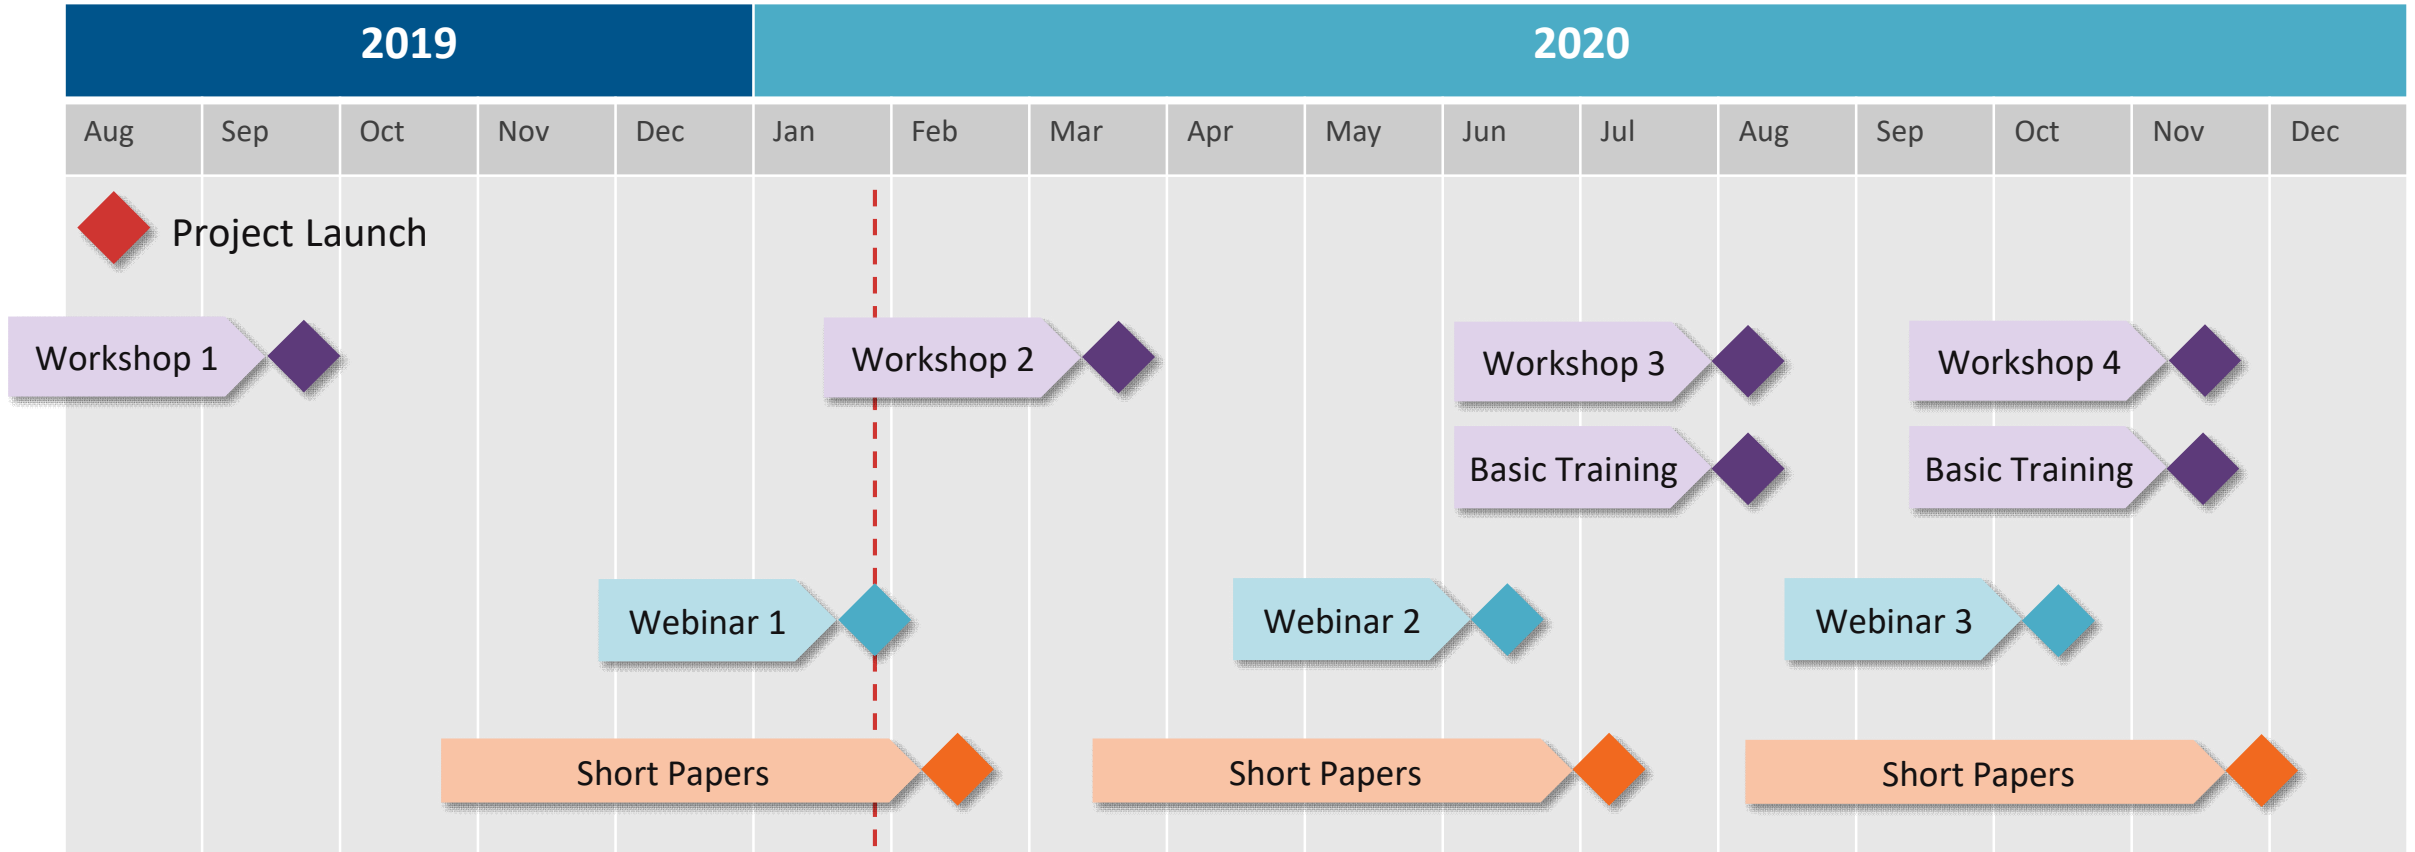 2019 2020
Aug Sep Oct Nov Dec Jan Feb Mar Apr May Jun Jul Aug Sep Oct Nov Dec
Project Launch
Workshop 1 Workshop 2 Workshop 3 Workshop 4
Basic Training Basic Training
Webinar 1 Webinar 2 Webinar 3
Short Papers Short Papers Short Papers